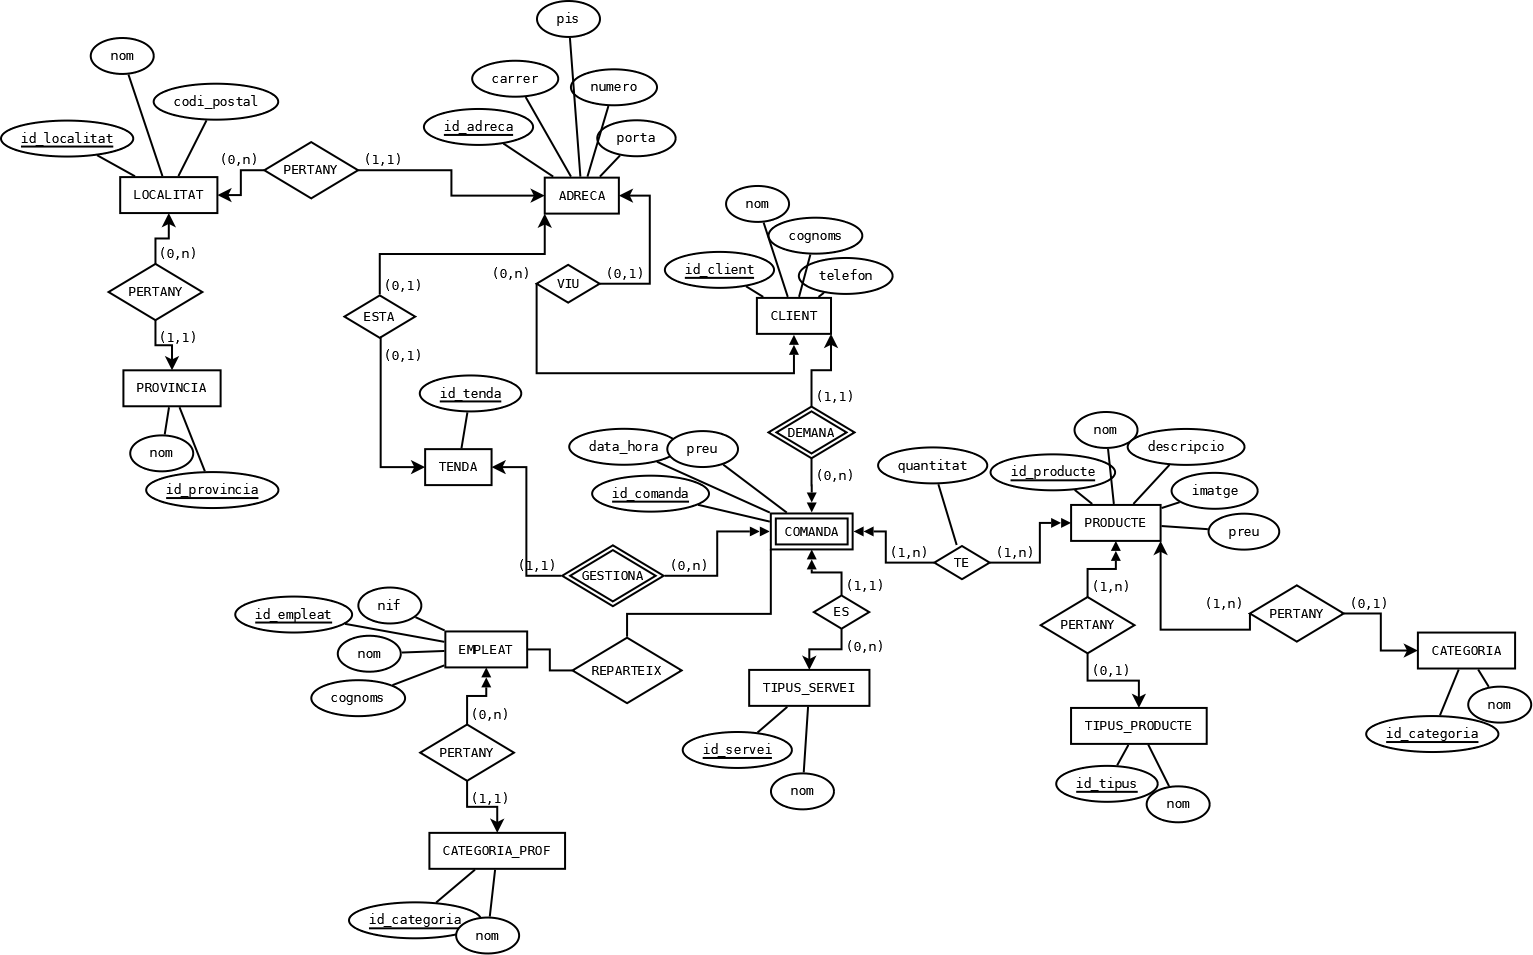 pis
nom
carrer
numero
codi_postal
id_adreca
porta
id_localitat
(0,n)
PERTANY
(1,1)
LOCALITAT
ADRECA
nom
cognoms
(0,n)
id_client
telefon
(0,n)
VIU
(0,1)
PERTANY
(0,1)
ESTA
CLIENT
(1,1)
(0,1)
PROVINCIA
id_tenda
(1,1)
nom
DEMANA
data_hora
preu
descripcio
nom
quantitat
TENDA
id_producte
(0,n)
id_provincia
id_comanda
imatge
COMANDA
PRODUCTE
preu
(1,1)
(0,n)
(1,n)
(1,n)
TE
GESTIONA
(1,1)
(1,n)
nif
(1,n)
(0,1)
id_empleat
ES
PERTANY
PERTANY
nom
EMPLEAT
(0,n)
CATEGORIA
REPARTEIX
(0,1)
cognoms
TIPUS_SERVEI
nom
(0,n)
TIPUS_PRODUCTE
id_categoria
PERTANY
id_servei
id_tipus
nom
nom
(1,1)
CATEGORIA_PROF
id_categoria
nom